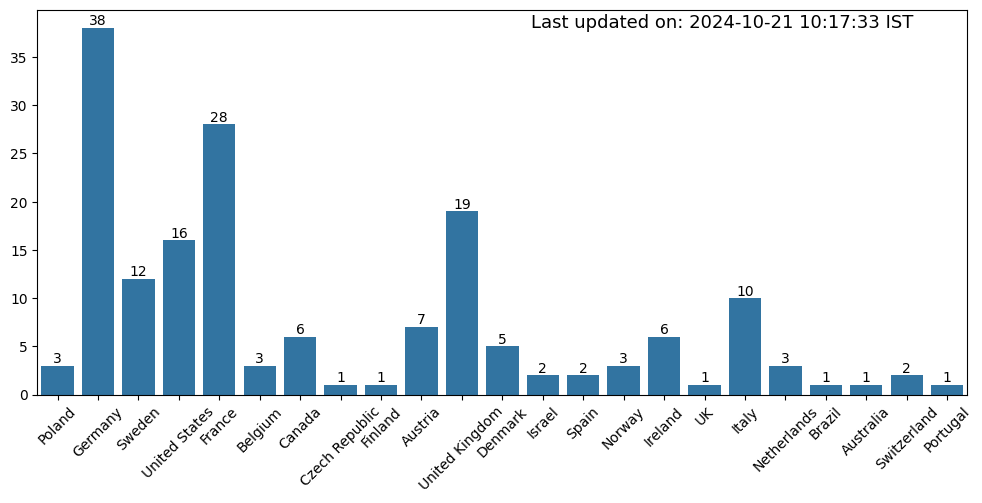 Last updated on: 2024-10-21 10:17:33 IST
35
30
25
20
15
10
5
0
3
38
12
16
28
3
6
1
1
7
19
5
2
2
3
6
1
10
3
1
1
2
1
Poland
Germany
Sweden
United States
France
Belgium
Canada
Czech Republic
Finland
Austria
United Kingdom
Denmark
Israel
Spain
Norway
Ireland
UK
Italy
Netherlands
Brazil
Australia
Switzerland
Portugal